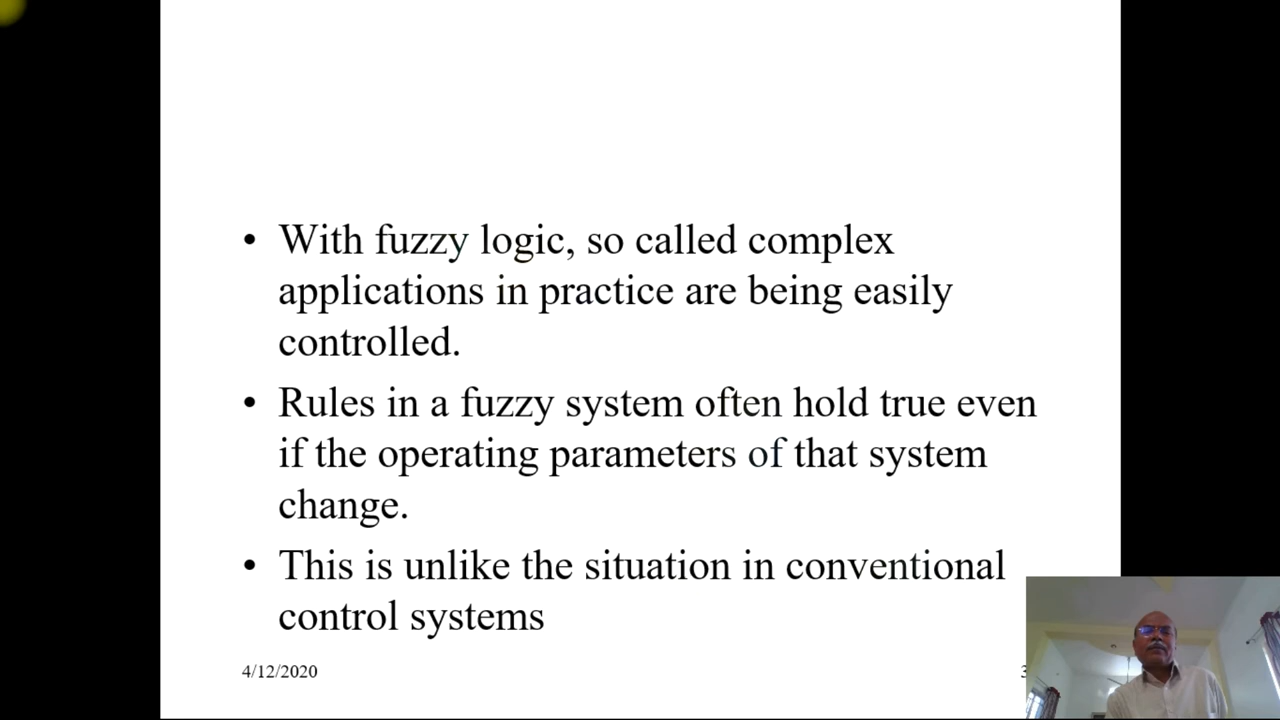 • With fuzzy logic, so called complex
applications in practice are being easily
controlled.
• Rules in a fuzzy system often hold true even
if the operating parameters of that system
change.
• This is unlike the situation in conventional
control systems
4/12/2020